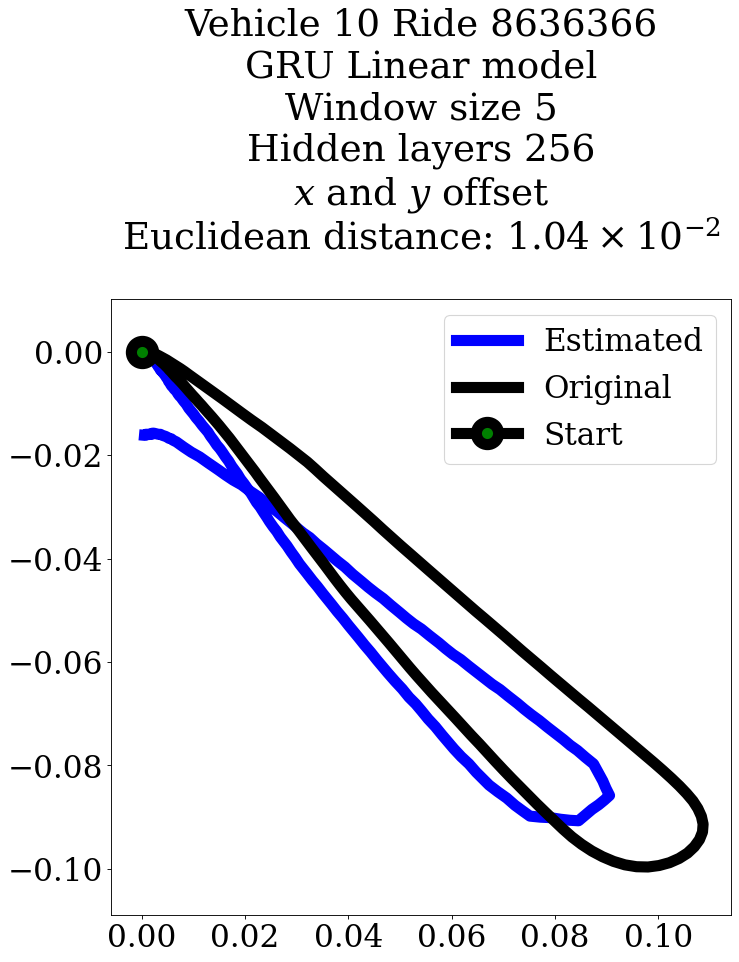 Vehicle 10 Ride 8636366
GRU Linear model
Window size 5
Hidden layers 256
x and y offset
Euclidean distance: 1.04 × 10⁻²
Estimated
Original
Start
0.00
−0.02
−0.04
−0.06
−0.08
−0.10
0.00 0.02 0.04 0.06 0.08 0.10